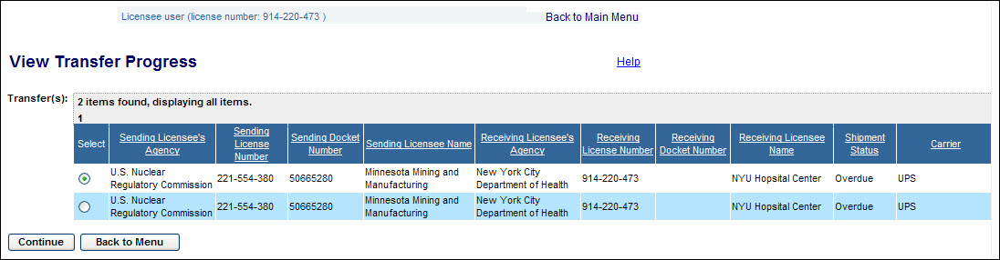 Licensee user (license number: 914-220-473 ) Back to Main Menu
View Transfer Progress Help
Transfer(s): 2 items found, displaying all items.
1
Select Sending Licensee's Agency Sending License Number Sending Docket Number Sending Licensee Name Receiving Licensee's Agency Receiving License Number Receiving Docket Number Receiving Licensee Name Shipment Status Carrier
U.S. Nuclear Regulatory Commission 221-554-380 50665280 Minnesota Mining and Manufacturing New York City Department of Health 914-220-473 NYU Hopsital Center Overdue UPS
U.S. Nuclear Regulatory Commission 221-554-380 50665280 Minnesota Mining and Manufacturing New York City Department of Health 914-220-473 NYU Hopsital Center Overdue UPS
Continue Back to Menu